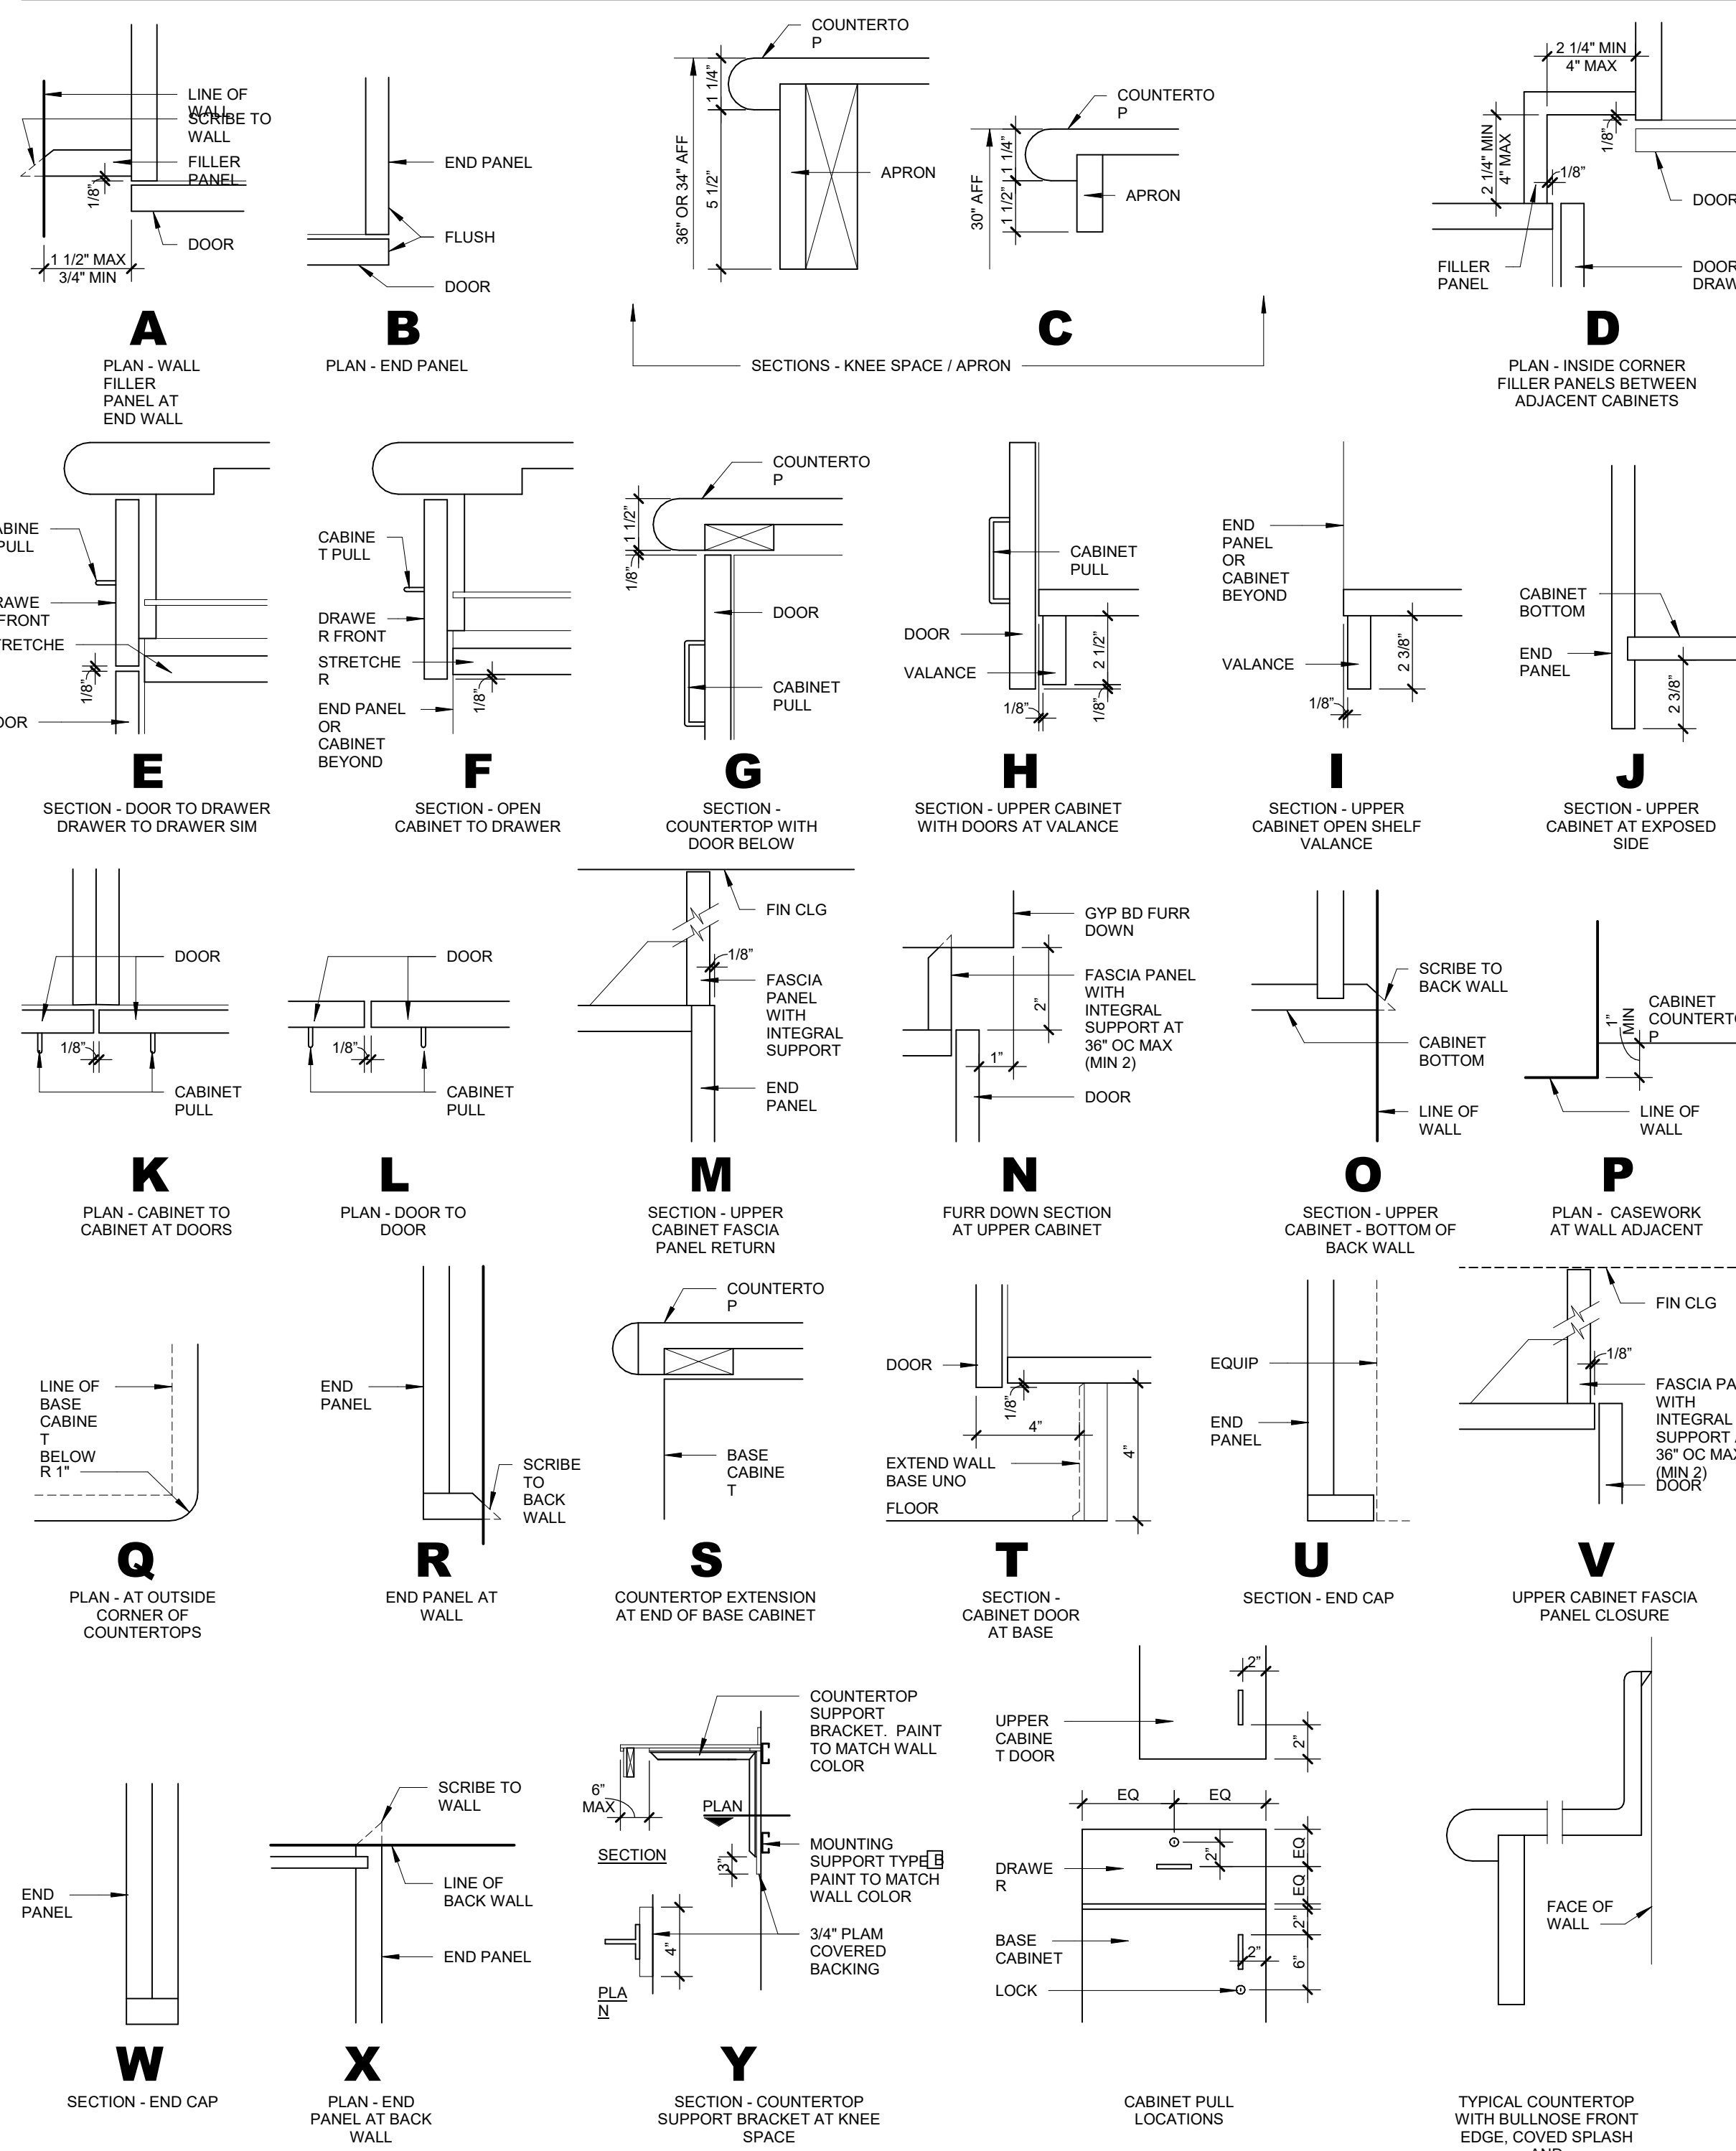 COUNTERTO
P
LINE OF
WALL
SCRIBE TO
WALL
FILLER
PANEL
1/8"
DOOR
1 1/2" MAX
3/4" MIN
A
PLAN - WALL
FILLER
PANEL AT
END WALL
END PANEL
FLUSH
DOOR
B
PLAN - END PANEL
36" OR 34" AFF
1 1/4"
5 1/2"
APRON
COUNTERTO
P
30" AFF
1 1/4"
1 1/2"
APRON
C
SECTIONS - KNEE SPACE / APRON
2 1/4" MIN
4" MAX
2 1/4" MIN
4" MAX
1/8"
1/8"
DOOR
FILLER
PANEL
DOOR
DRAW
D
PLAN - INSIDE CORNER
FILLER PANELS BETWEEN
ADJACENT CABINETS
ABINE
PULL
RAWE
FRONT
RETCHE
1/8"
OOR
E
SECTION - DOOR TO DRAWER
DRAWER TO DRAWER SIM
CABINE
T PULL
DRAWE
R FRONT
STRETCHE
R
1/8"
END PANEL
OR
CABINET
BEYOND
F
SECTION - OPEN
CABINET TO DRAWER
COUNTERTO
P
1 1/2"
1/8"
DOOR
CABINET
PULL
G
SECTION -
COUNTERTOP WITH
DOOR BELOW
CABINET
PULL
DOOR
VALANCE
2 1/2"
1/8"
1/8"
H
SECTION - UPPER CABINET
WITH DOORS AT VALANCE
END
PANEL
OR
CABINET
BEYOND
VALANCE
2 3/8"
1/8"
I
SECTION - UPPER
CABINET OPEN SHELF
VALANCE
CABINET
BOTTOM
END
PANEL
2 3/8"
J
SECTION - UPPER
CABINET AT EXPOSED
SIDE
DOOR
1/8"
CABINET
PULL
K
PLAN - CABINET TO
CABINET AT DOORS
DOOR
1/8"
CABINET
PULL
L
PLAN - DOOR TO
DOOR
FIN CLG
1/8"
FASCIA
PANEL
WITH
INTEGRAL
SUPPORT
END
PANEL
M
SECTION - UPPER
CABINET FASCIA
PANEL RETURN
GYP BD FURR
DOWN
FASCIA PANEL
WITH
INTEGRAL
SUPPORT AT
36" OC MAX
(MIN 2)
2"
1"
DOOR
N
FURR DOWN SECTION
AT UPPER CABINET
SCRIBE TO
BACK WALL
CABINET
BOTTOM
LINE OF
WALL
O
SECTION - UPPER
CABINET - BOTTOM OF
BACK WALL
1"
MIN
CABINET
COUNTERTO
P
LINE OF
WALL
P
PLAN - CASEWORK
AT WALL ADJACENT
LINE OF
BASE
CABINE
T
BELOW
R 1"
Q
PLAN - AT OUTSIDE
CORNER OF
COUNTERTOPS
END
PANEL
SCRIBE
TO
BACK
WALL
R
END PANEL AT
WALL
COUNTERTO
P
BASE
CABINE
T
S
COUNTERTOP EXTENSION
AT END OF BASE CABINET
DOOR
1/8"
4"
4"
EXTEND WALL
BASE UNO
FLOOR
T
SECTION -
CABINET DOOR
AT BASE
EQUIP
END
PANEL
U
SECTION - END CAP
FIN CLG
1/8"
FASCIA PA
WITH
INTEGRAL
SUPPORT A
36" OC MAX
(MIN 2)
DOOR
V
UPPER CABINET FASCIA
PANEL CLOSURE
END
PANEL
W
SECTION - END CAP
SCRIBE TO
WALL
LINE OF
BACK WALL
END PANEL
X
PLAN - END
PANEL AT BACK
WALL
COUNTERTOP
SUPPORT
BRACKET. PAINT
TO MATCH WALL
COLOR
6"
MAX
PLAN
SECTION
3"
MOUNTING
SUPPORT TYPE B
PAINT TO MATCH
WALL COLOR
3/4" PLAM
COVERED
BACKING
4"
PLA
N
Y
SECTION - COUNTERTOP
SUPPORT BRACKET AT KNEE
SPACE
2"
UPPER
CABINE
T DOOR
2"
EQ
EQ
DRAWE
R
2"
EQ
EQ
BASE
CABINET
2"
2"
6"
LOCK
CABINET PULL
LOCATIONS
FACE OF
WALL
TYPICAL COUNTERTOP
WITH BULLNOSE FRONT
EDGE, COVED SPLASH
AND